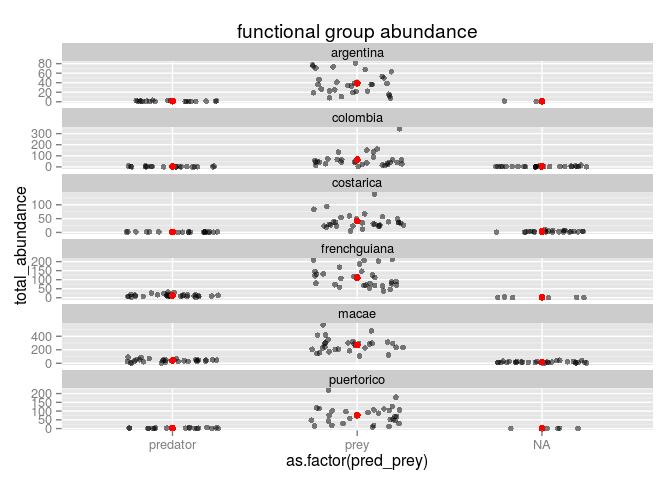 functional group abundance
total_abundance
argentina
80
60
40
20
0
colombia
300
200
100
0
costarica
100
50
0
frenchguiana
200
150
100
50
0
macae
400
200
0
puertorico
200
150
100
50
0
predator prey NA
as.factor(pred_prey)